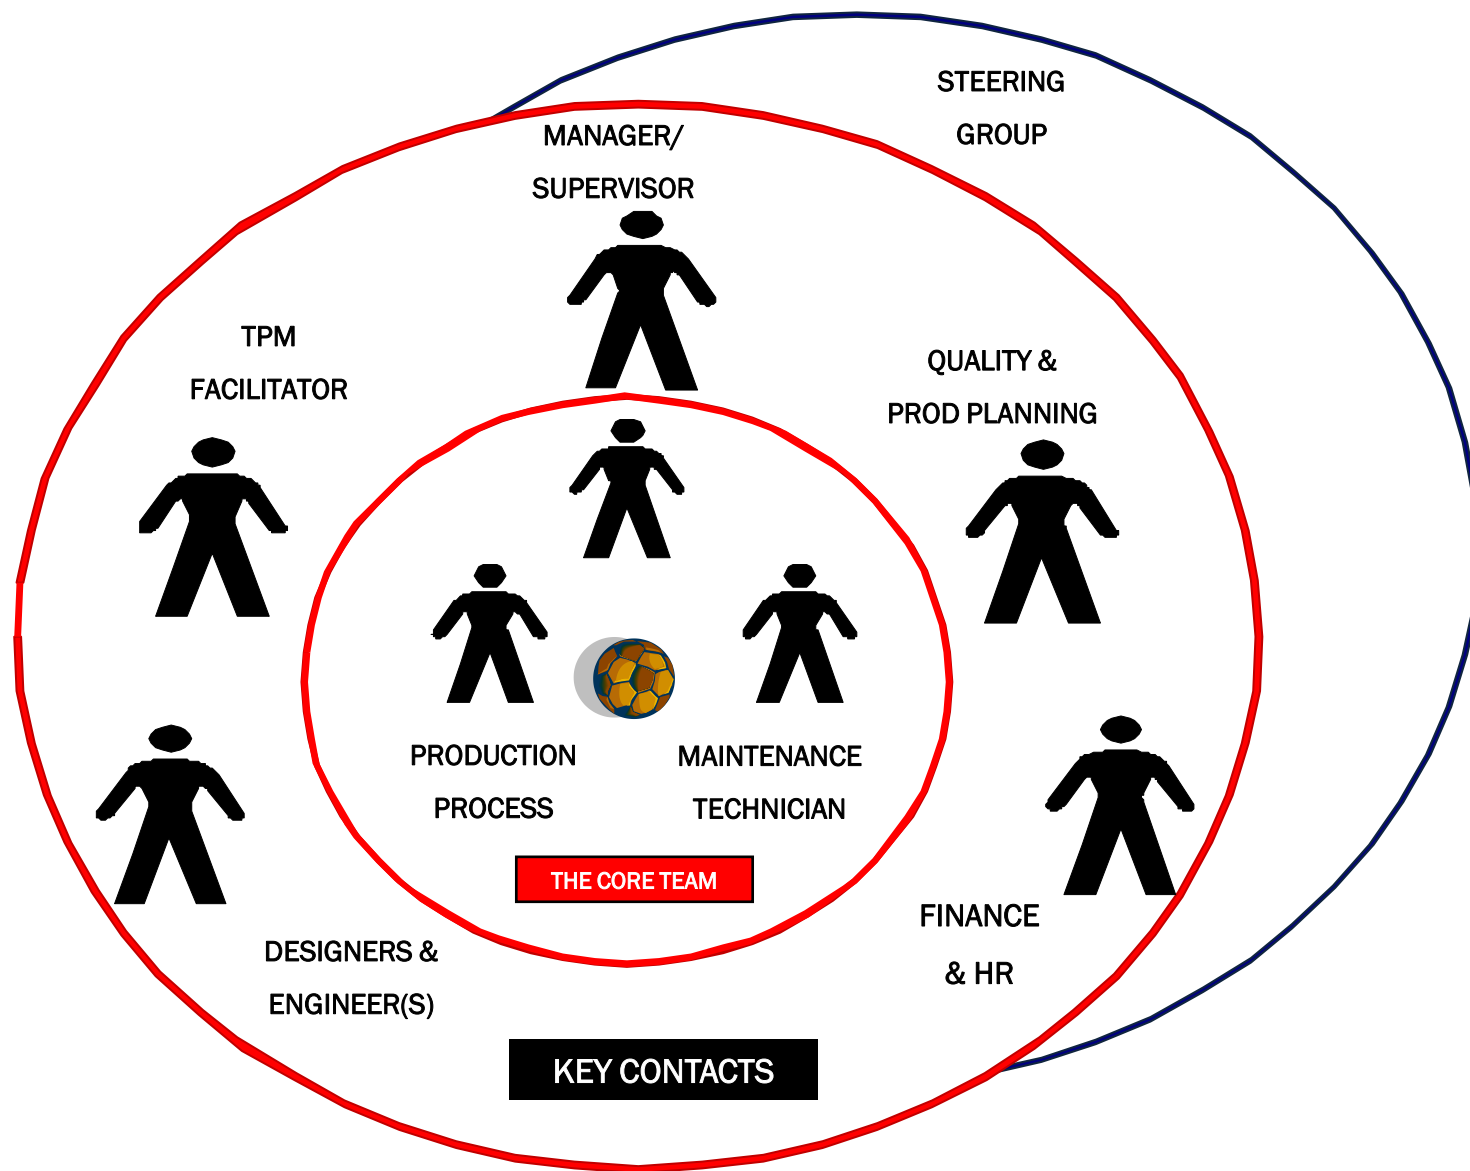 STEERING
GROUP
MANAGER/
SUPERVISOR
TPM
FACILITATOR
QUALITY &
PROD PLANNING
PRODUCTION
PROCESS
MAINTENANCE
TECHNICIAN
THE CORE TEAM
DESIGNERS &
ENGINEER(S)
FINANCE
& HR
KEY CONTACTS